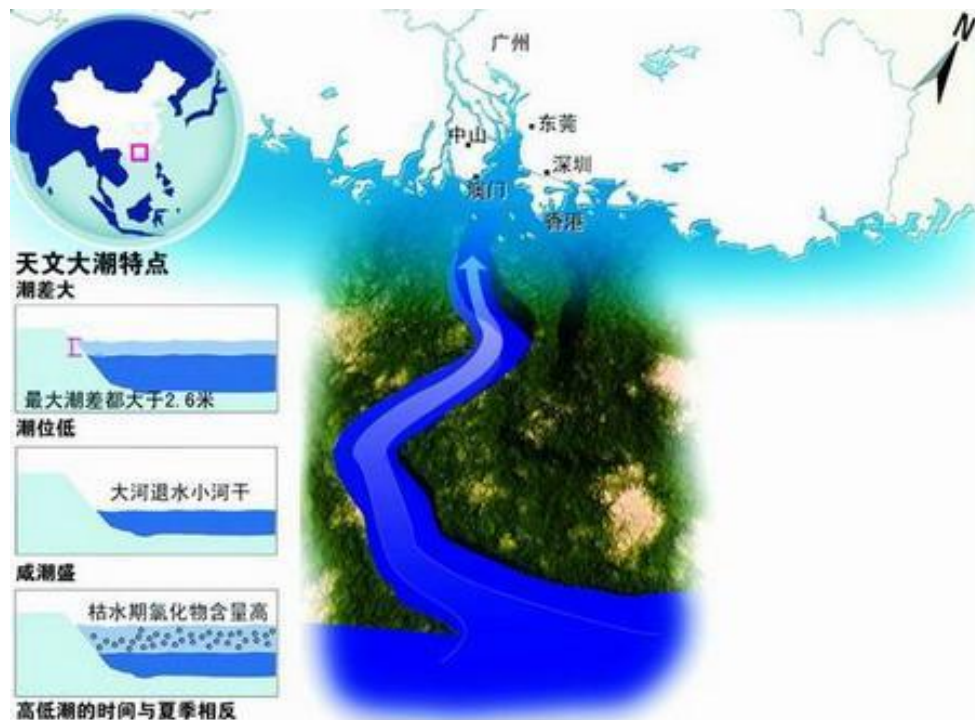 N
广州
东莞
中山
深圳
澳门
香港
天文大潮特点
潮差大
最大潮差都大于2.6米
潮位低
大河退水小河干
咸潮盛
枯水期氯化物含量高
高低潮的时间与夏季相反